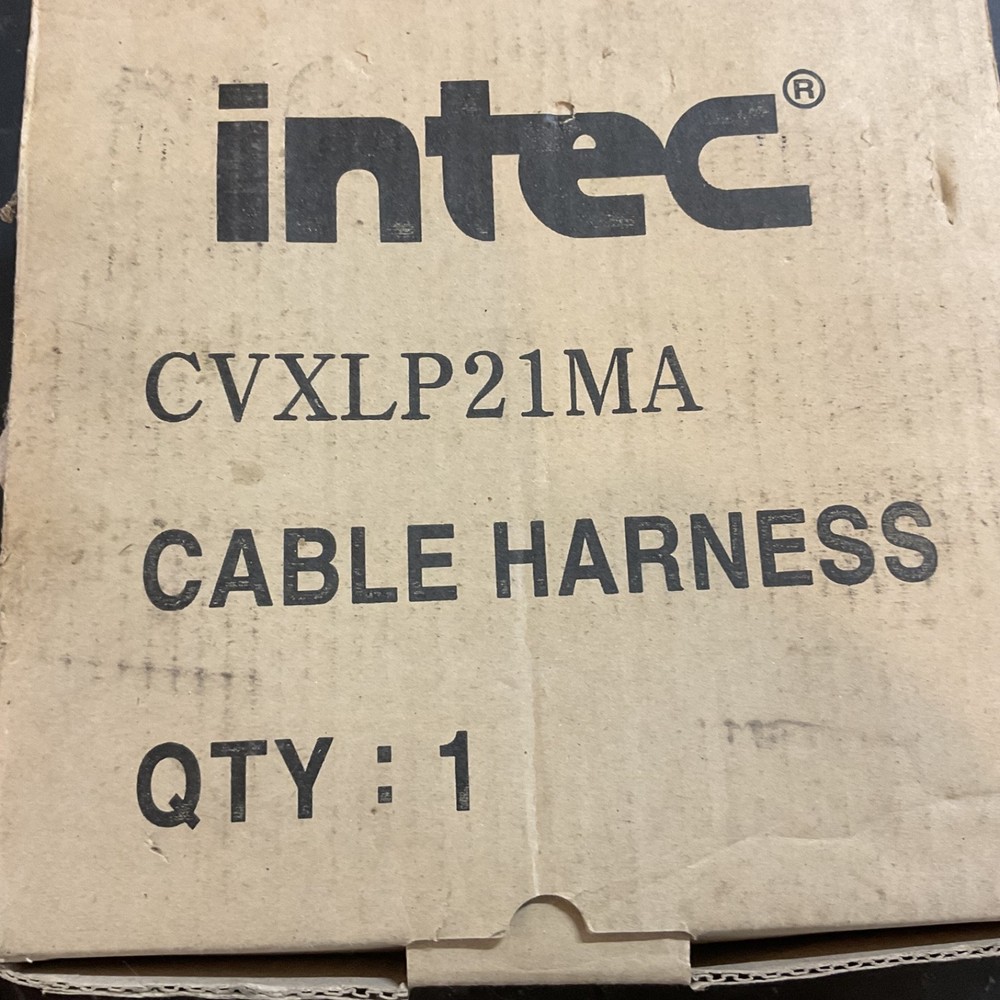 intec®
CVXLP21MA
CABLE HARNESS
QTY : 1